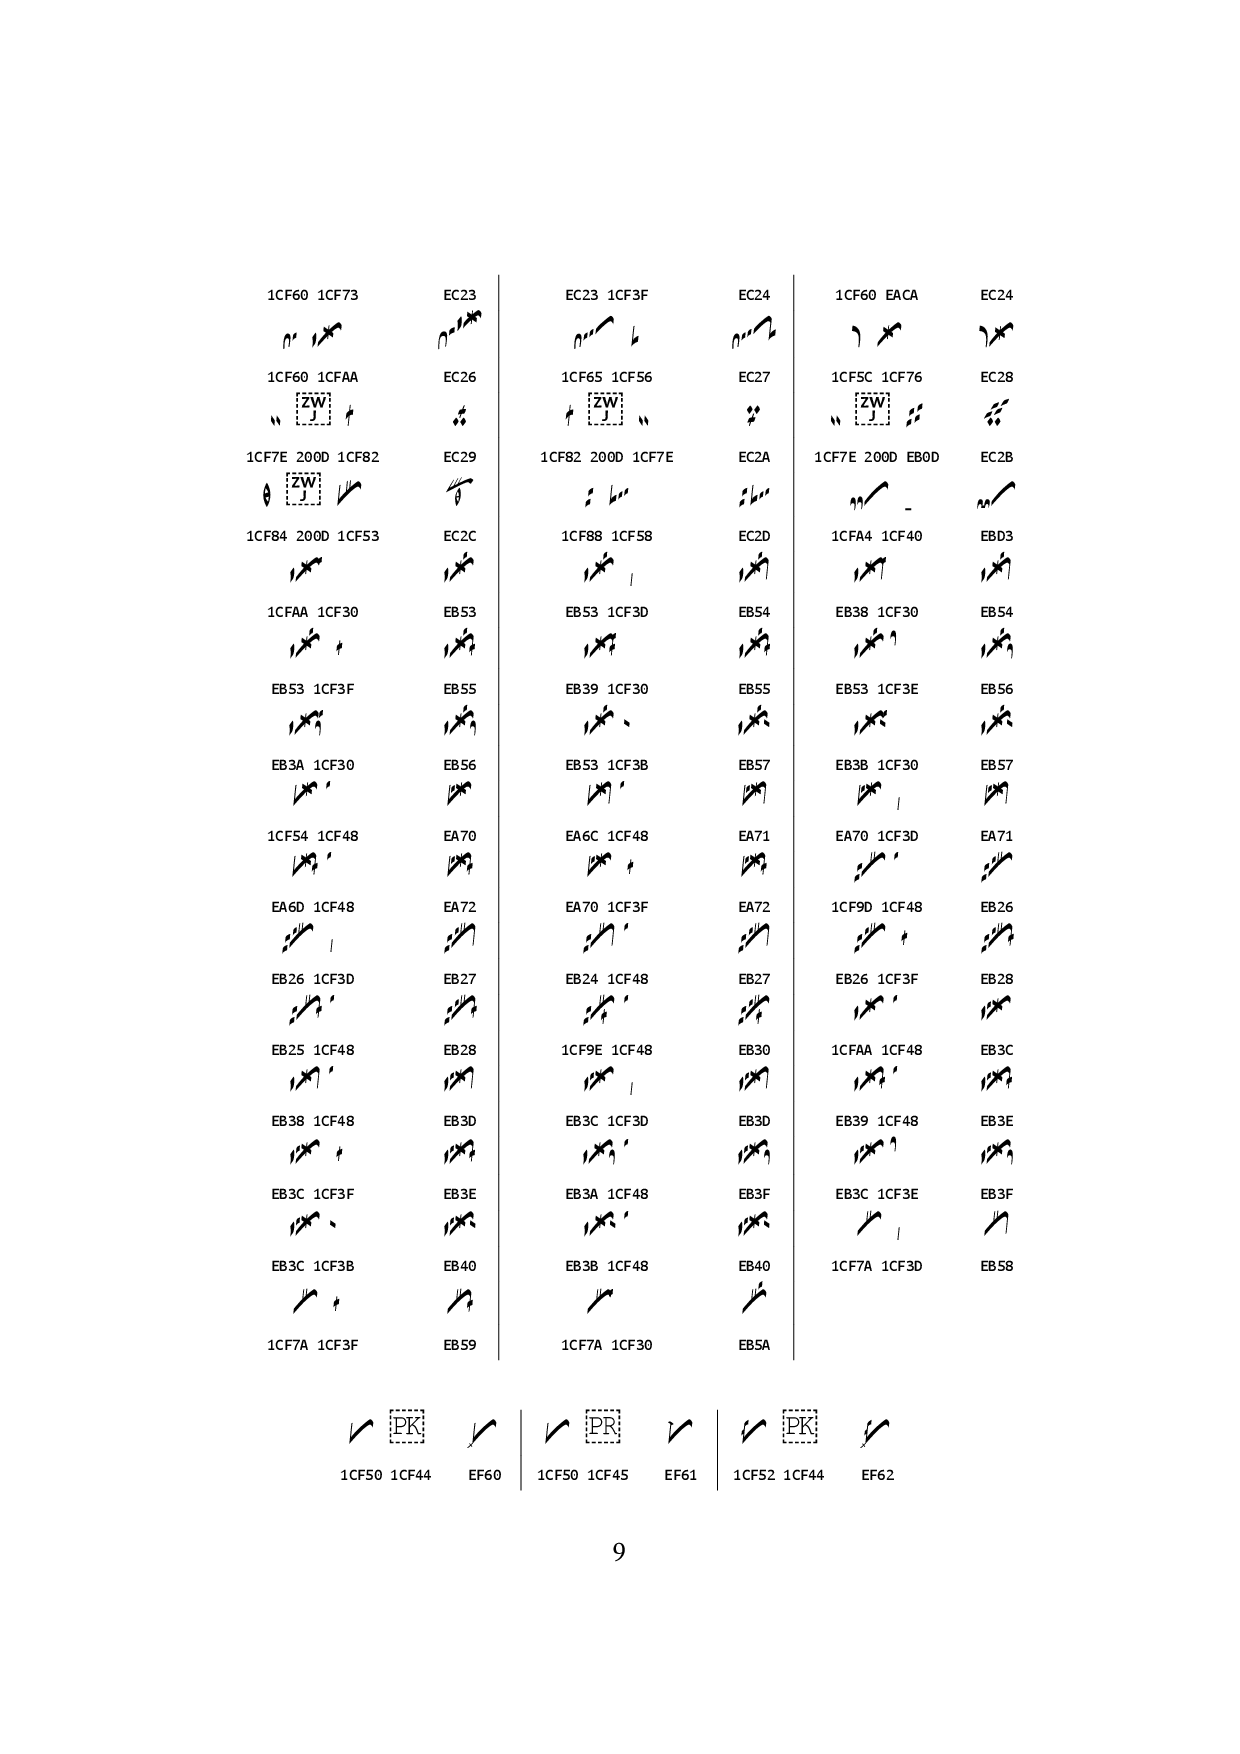 1CF60 1CF73 EC23 EC23 1CF3F EC24 1CF60 EACA EC24
1CF60 1CFAA EC26 1CF65 1CF56 EC27 1CF5C 1CF76 EC28
ZWJ ZWJ ZWJ
1CF7E 200D 1CF82 EC29 1CF82 200D 1CF7E EC2A 1CF7E 200D EB0D EC2B
ZWJ
1CF84 200D 1CF53 EC2C 1CF88 1CF58 EC2D 1CFA4 1CF40 EBD3
1CFAA 1CF30 EB53 EB53 1CF3D EB54 EB38 1CF30 EB54
EB53 1CF3F EB55 EB39 1CF30 EB55 EB53 1CF3E EB56
EB3A 1CF30 EB56 EB53 1CF3B EB57 EB3B 1CF30 EB57
1CF54 1CF48 EA70 EA6C 1CF48 EA71 EA70 1CF3D EA71
EA6D 1CF48 EA72 EA70 1CF3F EA72 1CF9D 1CF48 EB26
EB26 1CF3D EB27 EB24 1CF48 EB27 EB26 1CF3F EB28
EB25 1CF48 EB28 1CF9E 1CF48 EB30 1CFAA 1CF48 EB3C
EB38 1CF48 EB3D EB3C 1CF3D EB3D EB39 1CF48 EB3E
EB3C 1CF3F EB3E EB3A 1CF48 EB3F EB3C 1CF3E EB3F
EB3C 1CF3B EB40 EB3B 1CF48 EB40 1CF7A 1CF3D EB58
1CF7A 1CF3F EB59 1CF7A 1CF30 EB5A
PK PR PK
1CF50 1CF44 EF60 1CF50 1CF45 EF61 1CF52 1CF44 EF62
9